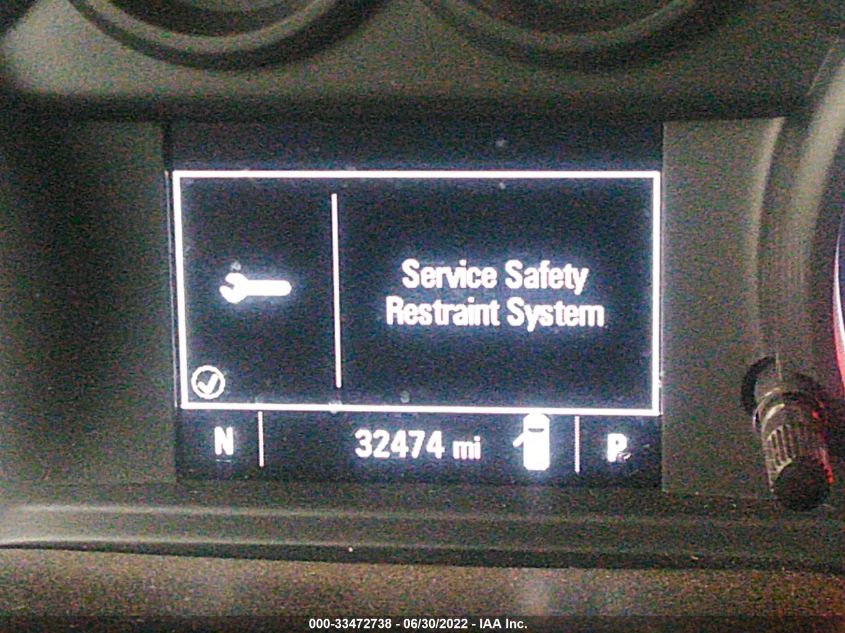 Service Safety
Restraint System
N 32474 mi P
000-33472738 - 06/30/2022 - IAA Inc.